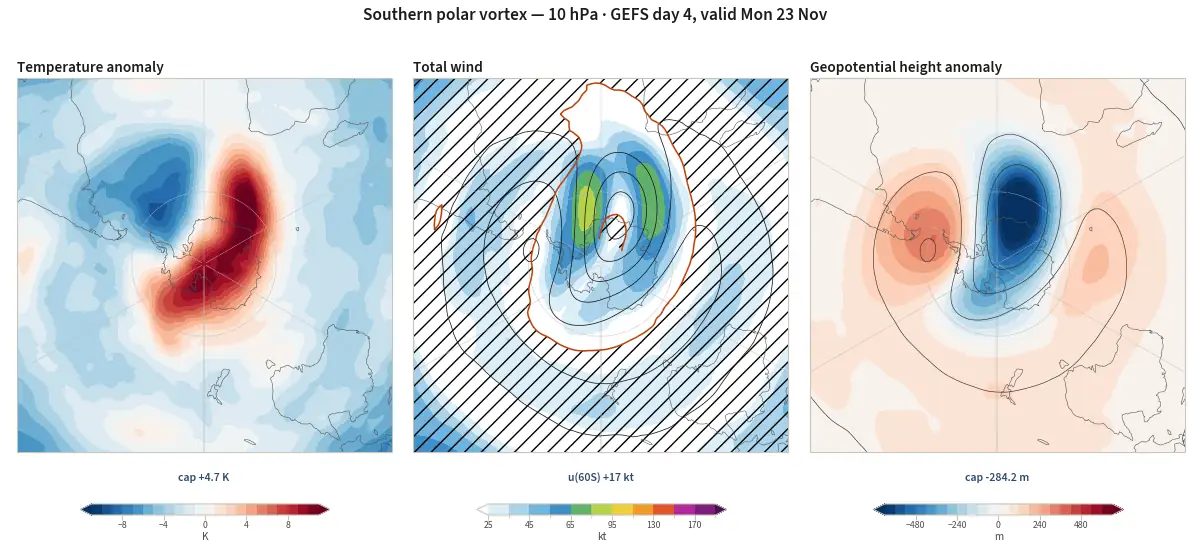 Southern polar vortex — 10 hPa · GEFS day 4, valid Mon 23 Nov
Temperature anomaly
Total wind
Geopotential height anomaly
cap +4.7 K
u(60S) +17 kt
cap -284.2 m
−8 −4 0 4 8
K
25 45 65 95 130 170
kt
−480 −240 0 240 480
m